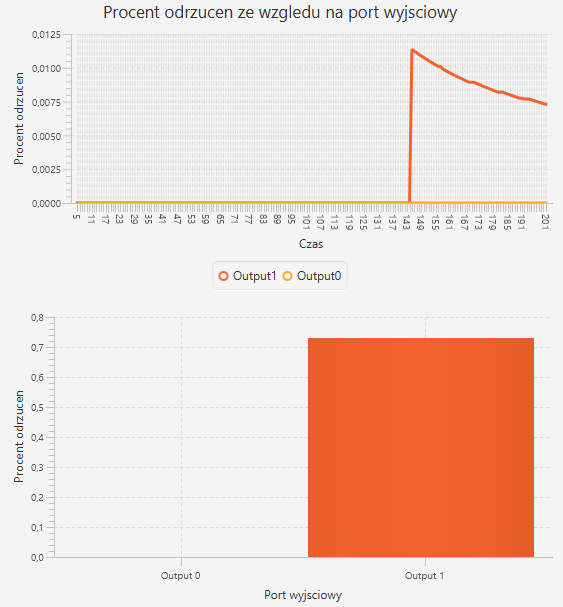 Procent odrzucen ze wzgledu na port wyjsciowy
0,0125
0,0100
0,0075
0,0050
0,0025
0,0000
Procent odrzucen
5 11 17 23 29 35 41 47 53 59 65 71 77 83 89 95 101 107 113 119 125 131 137 143 149 155 161 167 173 179 185 191 201
Czas
Output1 Output0
0,8
0,7
0,6
0,5
0,4
0,3
0,2
0,1
0,0
Procent odrzucen
Output 0 Output 1
Port wyjsciowy